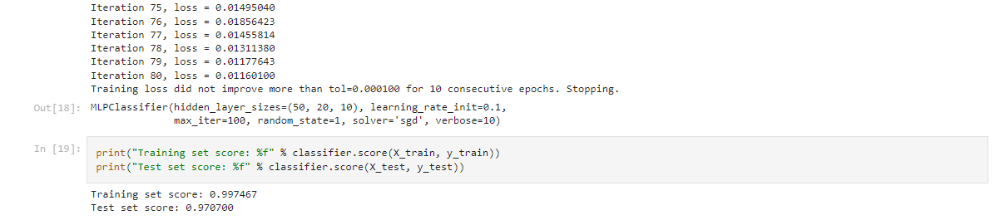 Iteration 75, loss = 0.01495040
Iteration 76, loss = 0.01856423
Iteration 77, loss = 0.01455814
Iteration 78, loss = 0.01311380
Iteration 79, loss = 0.01177643
Iteration 80, loss = 0.01160100
Training loss did not improve more than tol=0.000100 for 10 consecutive epochs. Stopping.
Out[18]: MLPClassifier(hidden_layer_sizes=(50, 20, 10), learning_rate_init=0.1,
max_iter=100, random_state=1, solver='sgd', verbose=10)
In [19]: print("Training set score: %f" % classifier.score(X_train, y_train))
print("Test set score: %f" % classifier.score(X_test, y_test))
Training set score: 0.997467
Test set score: 0.970700